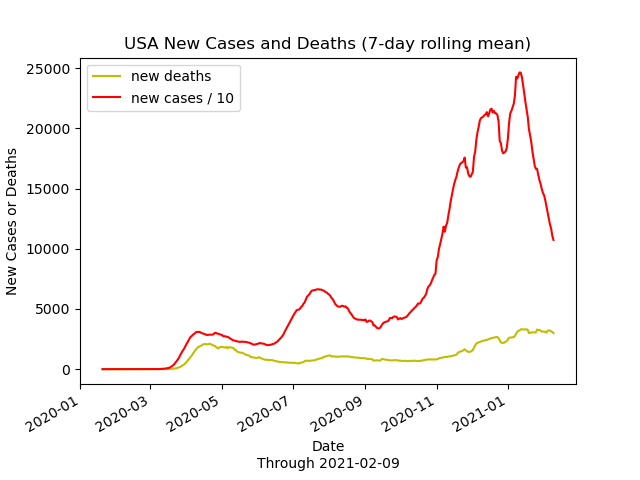 USA New Cases and Deaths (7-day rolling mean)
new deaths
new cases / 10
New Cases or Deaths
25000
20000
15000
10000
5000
0
2020-01
2020-03
2020-05
2020-07
2020-09
2020-11
2021-01
Date
Through 2021-02-09